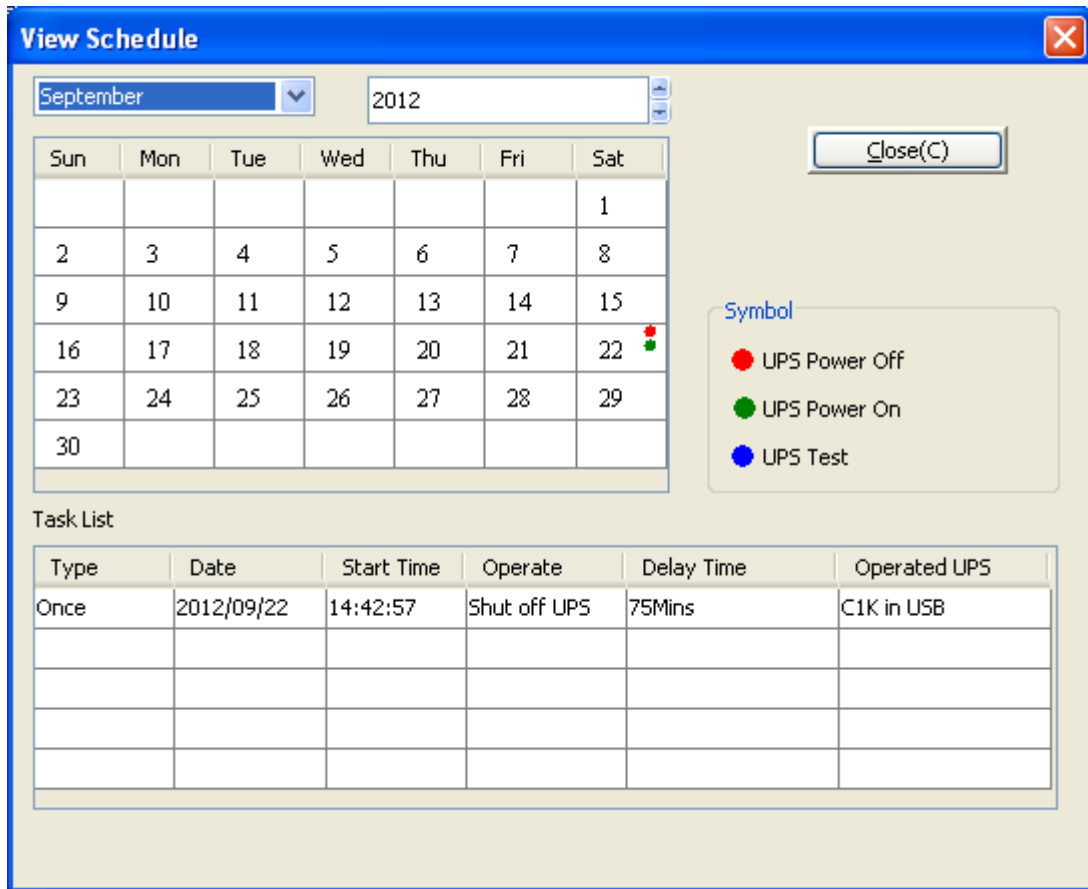 View Schedule
September 2012
Close(C)
Sun Mon Tue Wed Thu Fri Sat
1
2 3 4 5 6 7 8
9 10 11 12 13 14 15
16 17 18 19 20 21 22
23 24 25 26 27 28 29
30
Symbol
UPS Power Off
UPS Power On
UPS Test
Task List
Type Date Start Time Operate Delay Time Operated UPS
Once 2012/09/22 14:42:57 Shut off UPS 75Mins C1K in USB